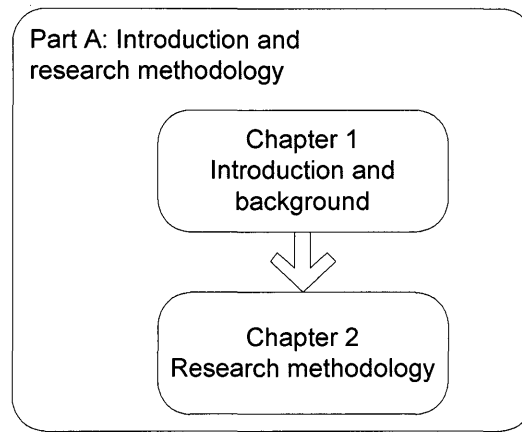 Part A: Introduction and
research methodology
Chapter 1
Introduction and
background
Chapter 2
Research methodology